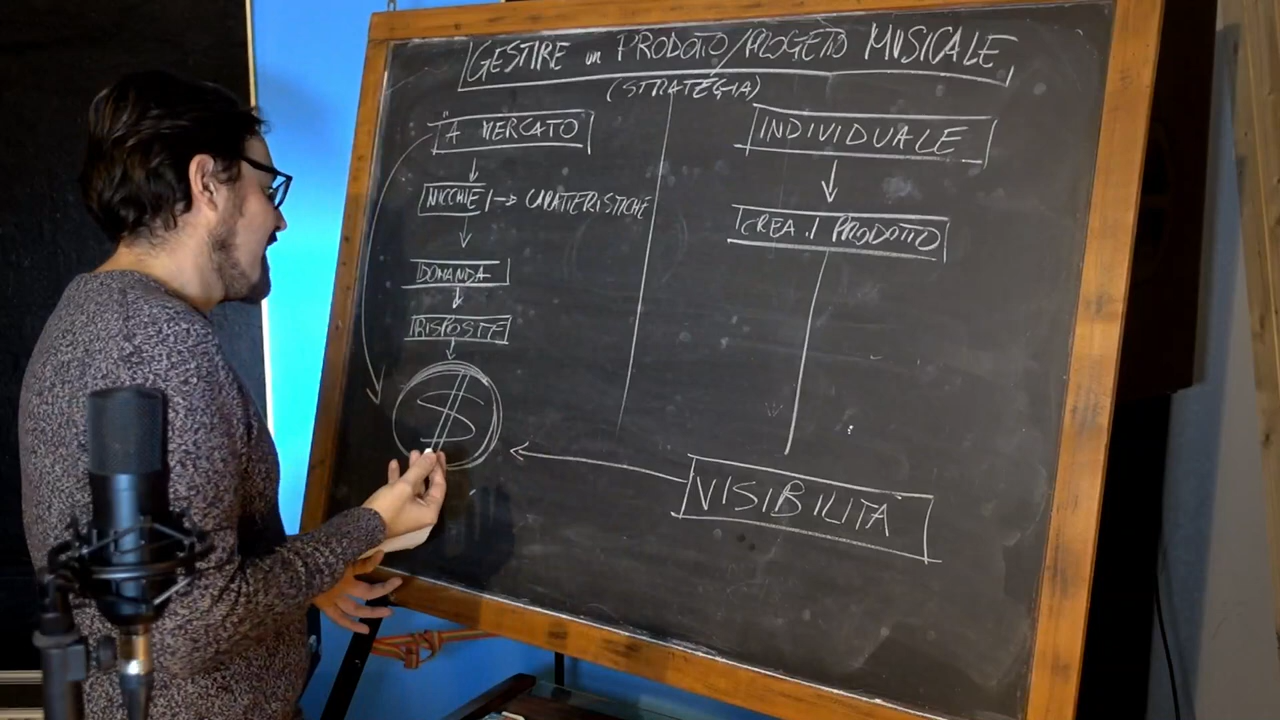 GESTIRE un PRODOTTO/PROGETTO MUSICALE
(STRATEGIA)
"A MERCATO
NICCHIE → CARATTERISTICHE
DOMANDA
RISPOSTE
$
INDIVIDUALE
CREA il PRODOTTO
VISIBILITÀ